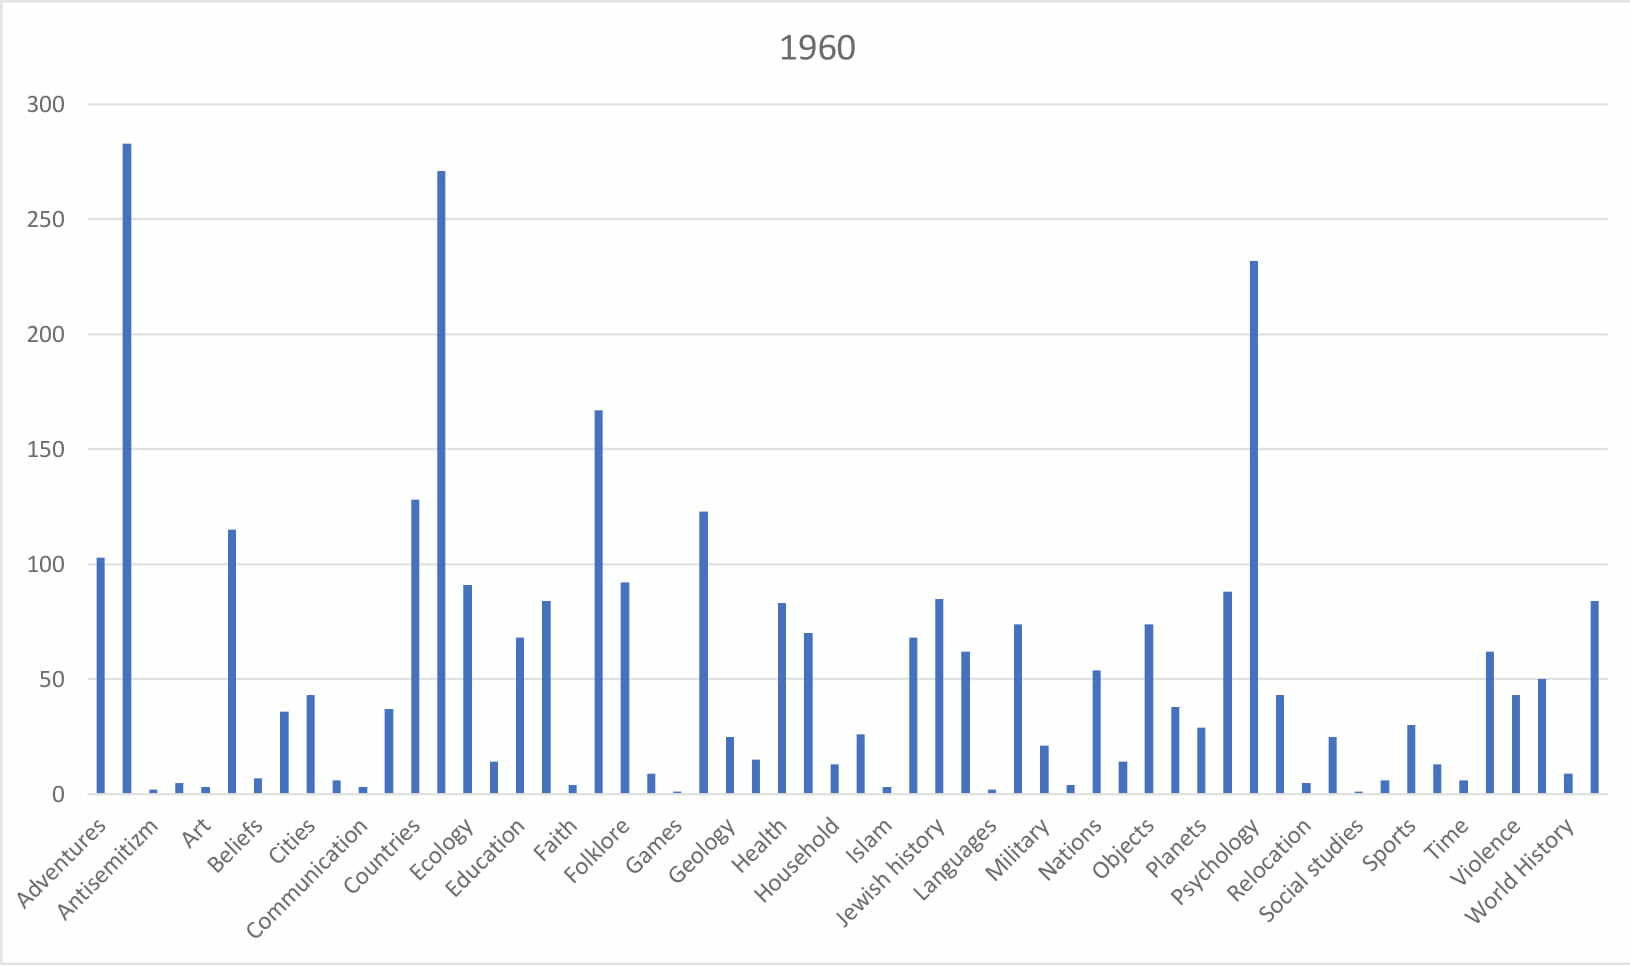 1960
300
250
200
150
100
50
0
Adventures
Antisemitizm
Art
Beliefs
Cities
Communication
Countries
Ecology
Education
Faith
Folklore
Games
Geology
Health
Household
Islam
Jewish history
Languages
Military
Nations
Objects
Planets
Psychology
Relocation
Social studies
Sports
Time
Violence
World History